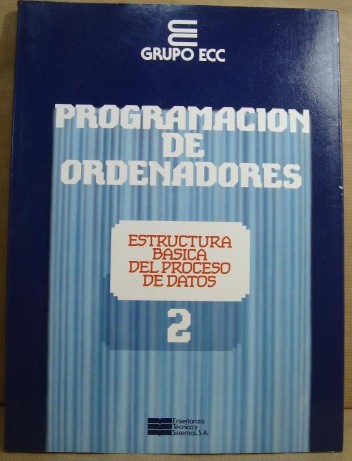 GRUPO ECC
PROGRAMACION
DE
ORDENADORES
ESTRUCTURA
BASICA
DEL PROCESO
DE DATOS
2
Enseñanza
Técnica y
Sistemas, S.A.